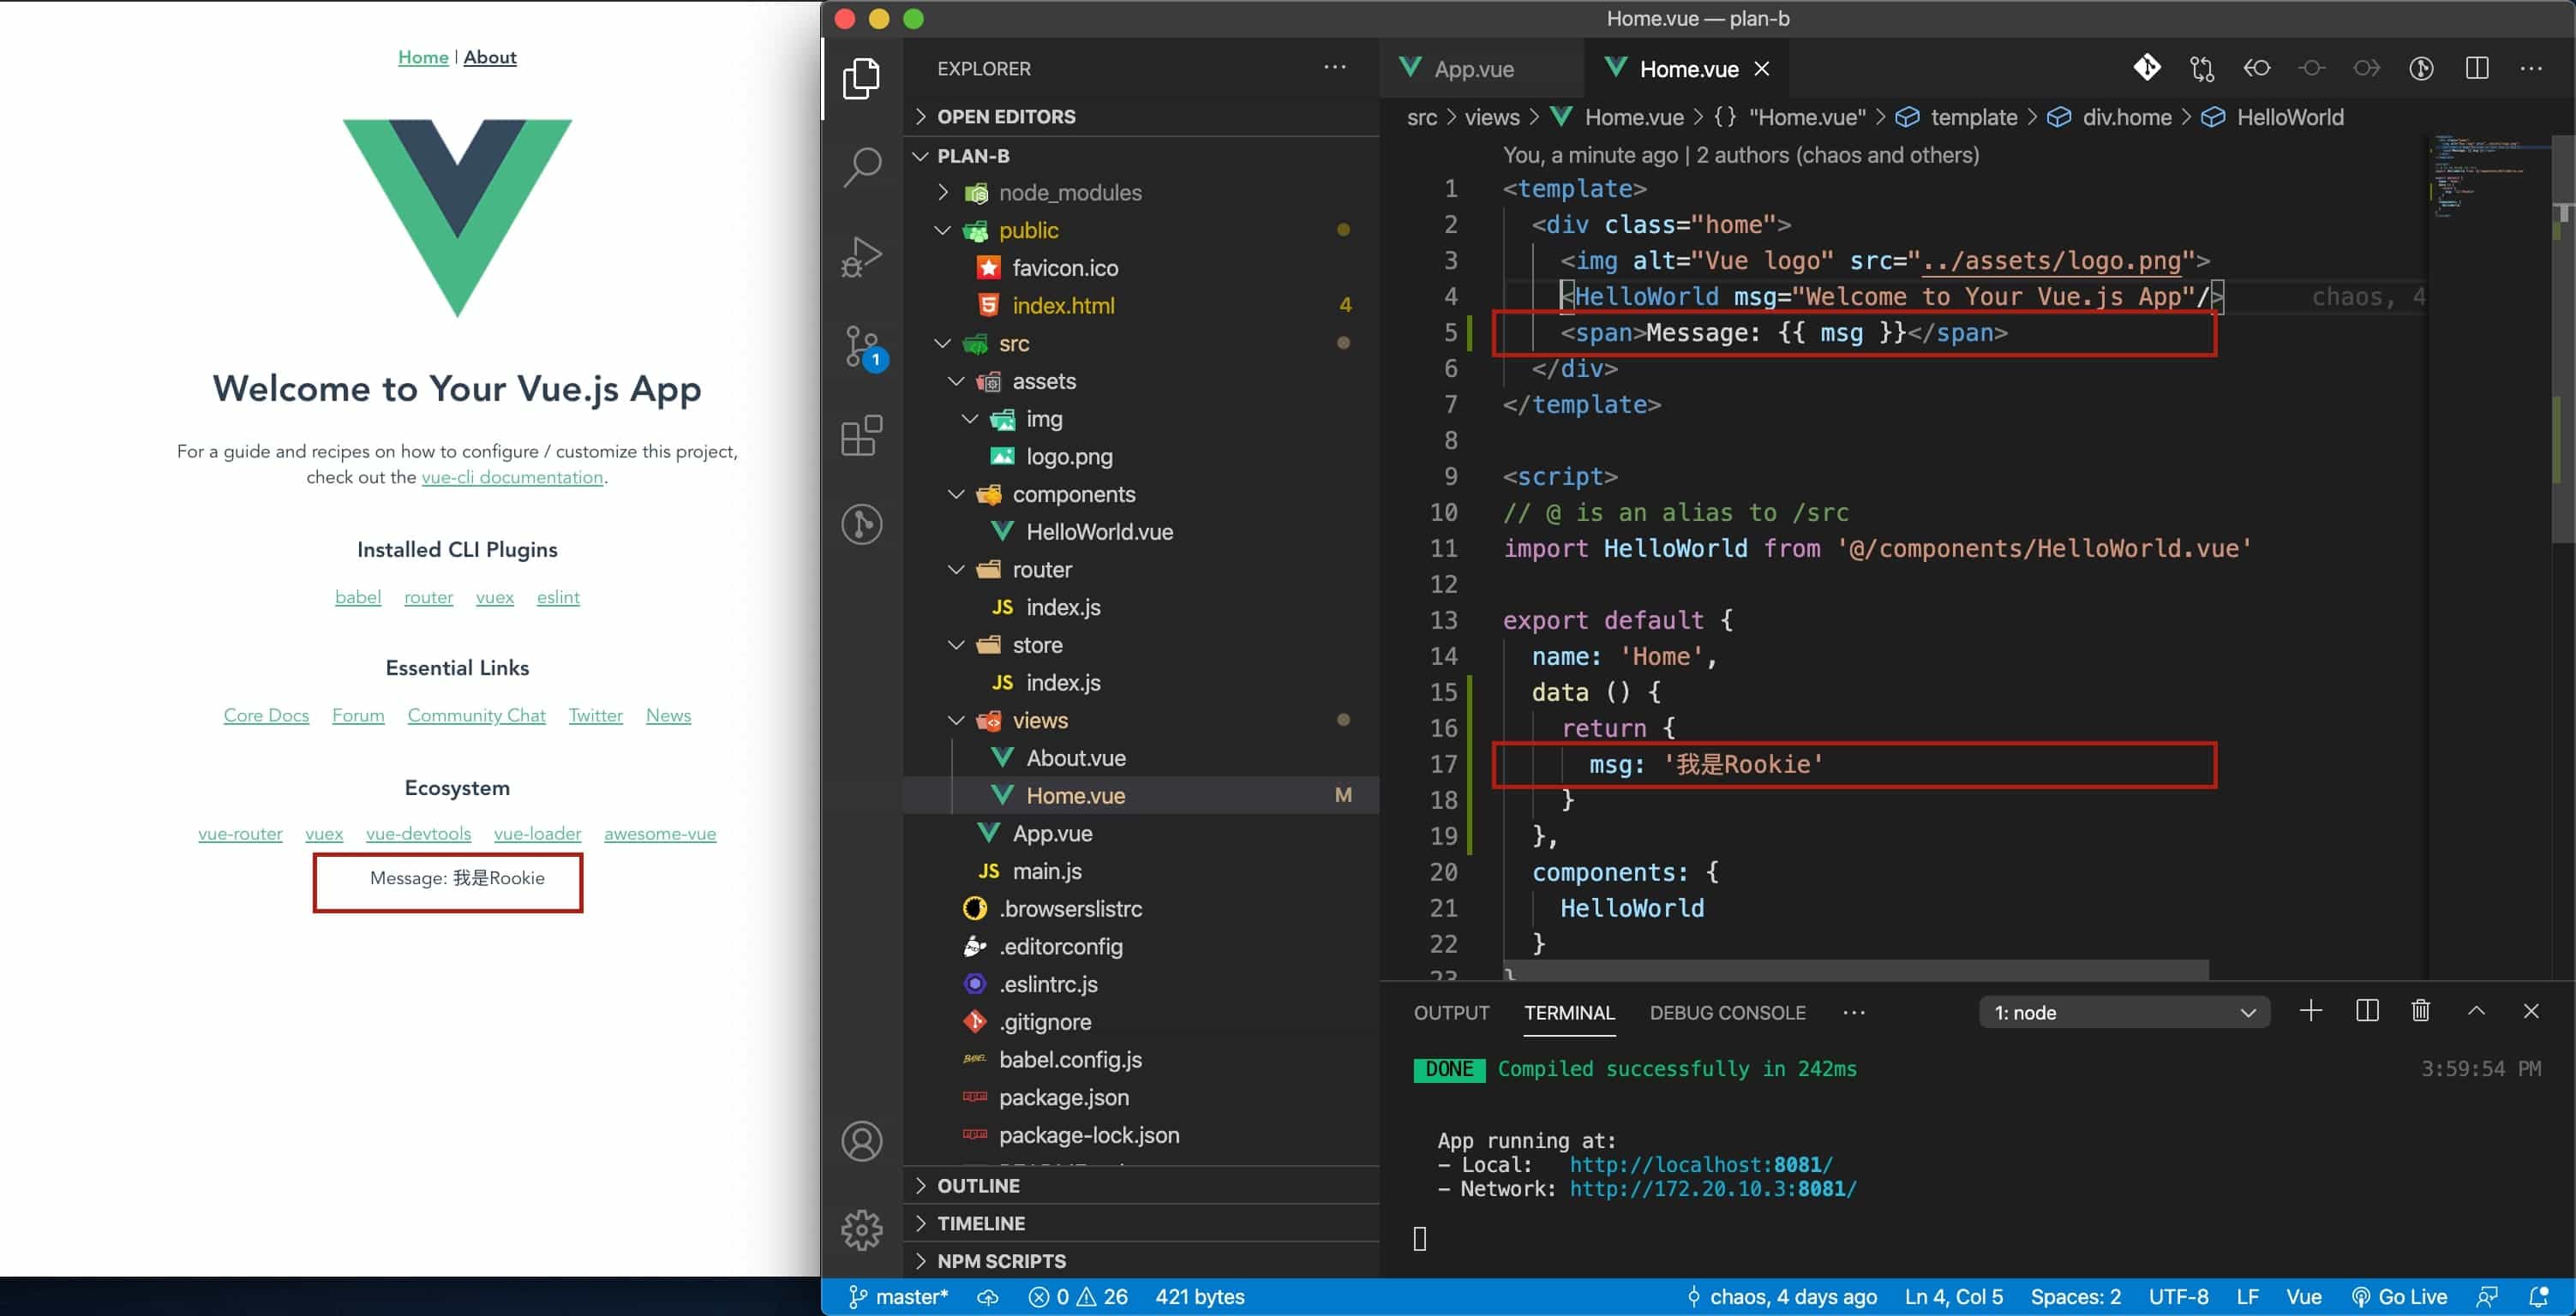 Home | About
Welcome to Your Vue.js App
For a guide and recipes on how to configure / customize this project,
check out the vue-cli documentation.
Installed CLI Plugins
babel router vuex eslint
Essential Links
Core Docs Forum Community Chat Twitter News
Ecosystem
vue-router vuex vue-devtools vue-loader awesome-vue
Message: 我是Rookie
Home.vue — plan-b
EXPLORER
OPEN EDITORS
PLAN-B
node_modules
public
favicon.ico
index.html 4
src
assets
img
logo.png
components
HelloWorld.vue
router
JS index.js
store
JS index.js
views
About.vue
Home.vue M
App.vue
JS main.js
.browserslistrc
.editorconfig
.eslintrc.js
.gitignore
babel.config.js
package.json
package-lock.json
OUTLINE
TIMELINE
NPM SCRIPTS
1
App.vue Home.vue
src > views > Home.vue > {} "Home.vue" > template > div.home > HelloWorld
You, a minute ago | 2 authors (chaos and others)
1 <template>
2 <div class="home">
3 <img alt="Vue logo" src="../assets/logo.png">
4 <HelloWorld msg="Welcome to Your Vue.js App"/> chaos, 4
5 <span>Message: {{ msg }}</span>
6 </div>
7 </template>
8
9 <script>
10 // @ is an alias to /src
11 import HelloWorld from '@/components/HelloWorld.vue'
12
13 export default {
14 name: 'Home',
15 data () {
16 return {
17 msg: '我是Rookie'
18 }
19 },
20 components: {
21 HelloWorld
22 }
23 }
OUTPUT TERMINAL DEBUG CONSOLE 1: node
DONE Compiled successfully in 242ms 3:59:54 PM
App running at:
- Local: http://localhost:8081/
- Network: http://172.20.10.3:8081/
master* 0 26 421 bytes chaos, 4 days ago Ln 4, Col 5 Spaces: 2 UTF-8 LF Vue Go Live